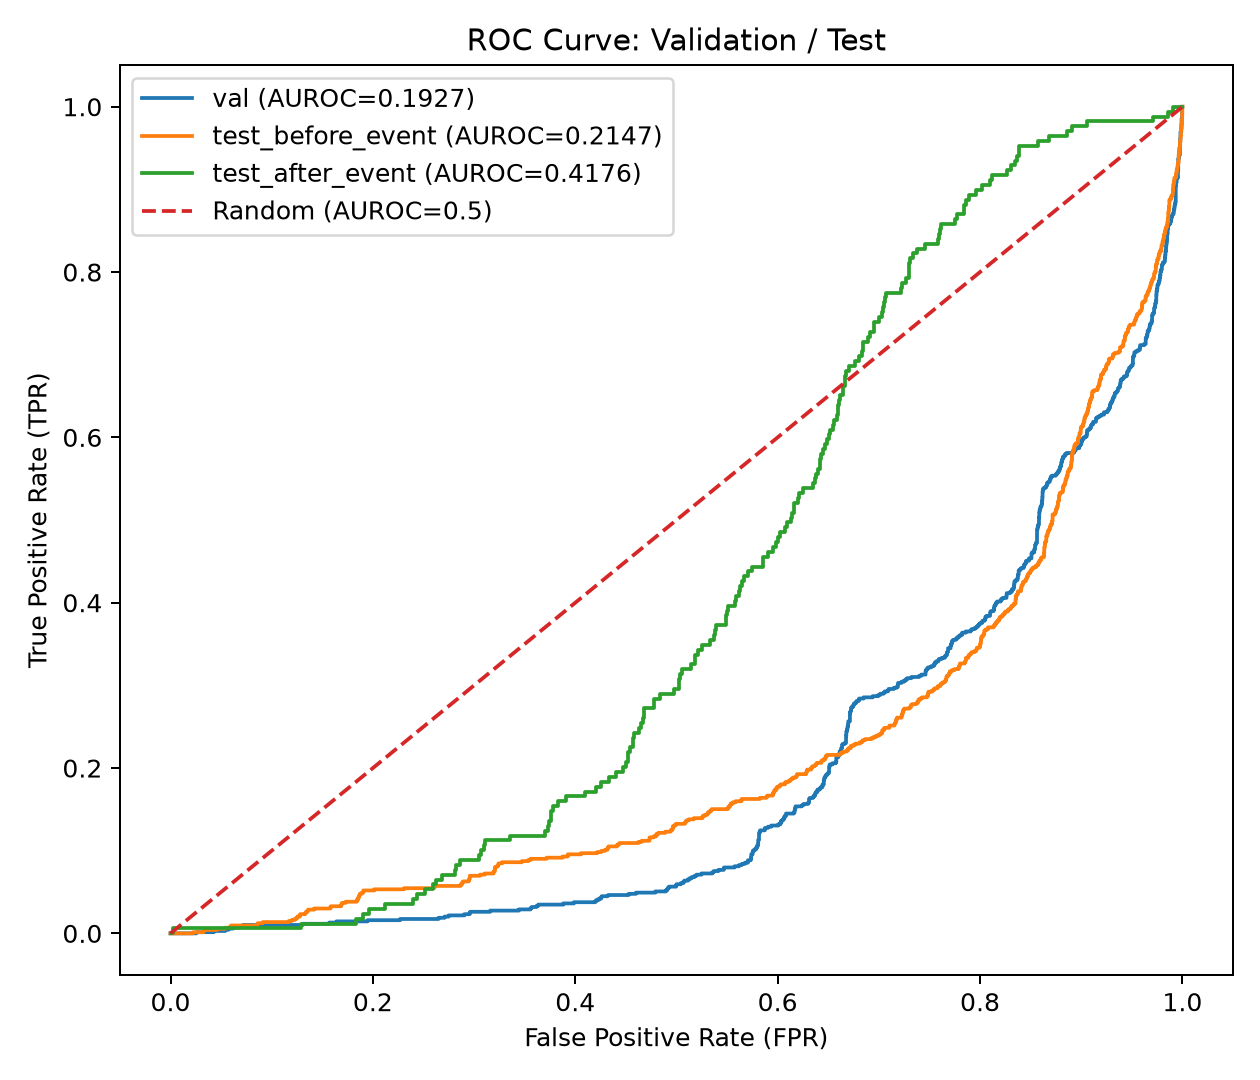 ROC Curve: Validation / Test
val (AUROC=0.1927)
test_before_event (AUROC=0.2147)
test_after_event (AUROC=0.4176)
Random (AUROC=0.5)
1.0
0.8
0.6
0.4
0.2
0.0
True Positive Rate (TPR)
0.0 0.2 0.4 0.6 0.8 1.0
False Positive Rate (FPR)